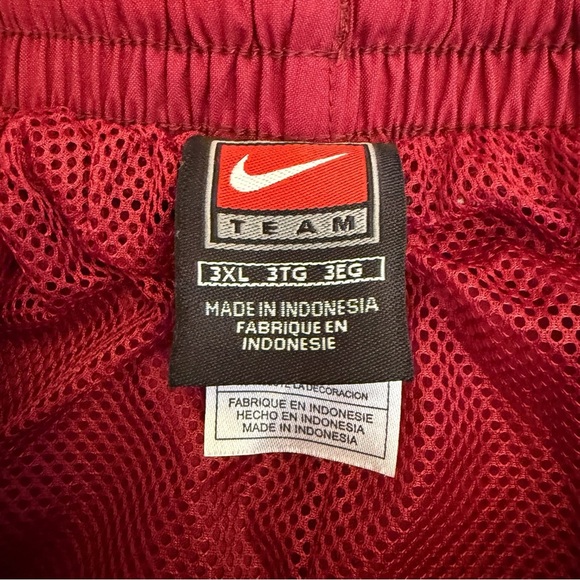 TEAM
3XL 3TG 3EG
MADE IN INDONESIA
FABRIQUE EN
INDONESIE
LA DECORACION
FABRIQUE EN INDONESIE
HECHO EN INDONESIA
MADE IN INDONESIA